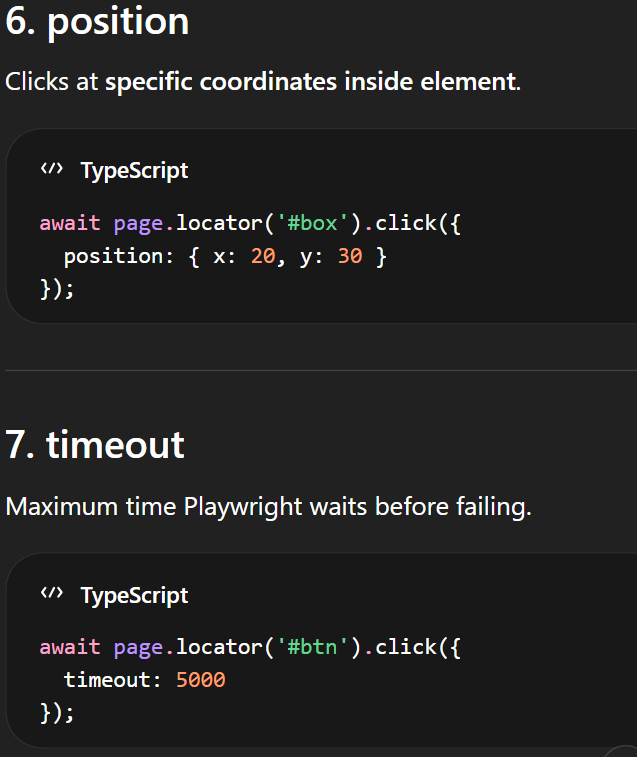 6. position
Clicks at specific coordinates inside element.
</> TypeScript
await page.locator('#box').click({
  position: { x: 20, y: 30 }
});
7. timeout
Maximum time Playwright waits before failing.
</> TypeScript
await page.locator('#btn').click({
  timeout: 5000
});